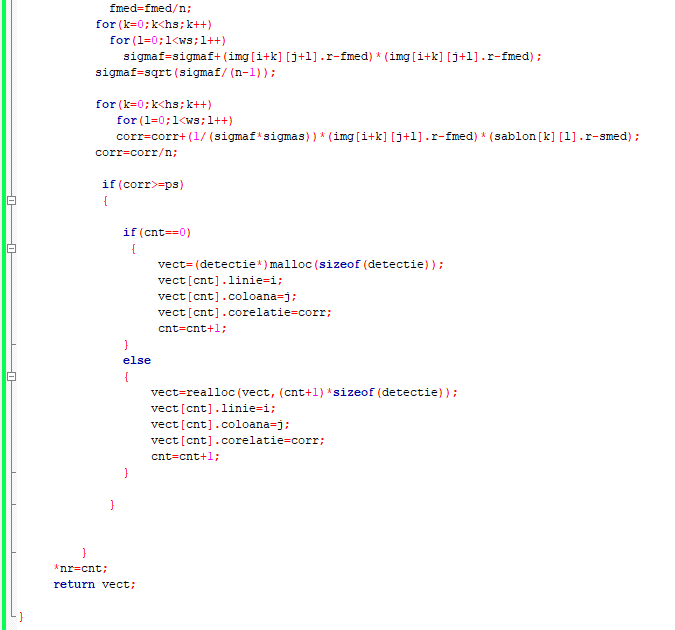 fmed=fmed/n;
for(k=0;k<hs;k++)
for(l=0;l<ws;l++)
sigmaf=sigmaf+(img[i+k][j+l].r-fmed)*(img[i+k][j+l].r-fmed);
sigmaf=sqrt(sigmaf/(n-1));
for(k=0;k<hs;k++)
for(l=0;l<ws;l++)
corr=corr+(1/(sigmaf*sigmas))*(img[i+k][j+l].r-fmed)*(sablon[k][l].r-smed);
corr=corr/n;
if(corr>=ps)
{
if(cnt==0)
{
vect=(detectie*)malloc(sizeof(detectie));
vect[cnt].linie=i;
vect[cnt].coloana=j;
vect[cnt].corelatie=corr;
cnt=cnt+1;
}
else
{
vect=realloc(vect,(cnt+1)*sizeof(detectie));
vect[cnt].linie=i;
vect[cnt].coloana=j;
vect[cnt].corelatie=corr;
cnt=cnt+1;
}
}
}
*nr=cnt;
return vect;
}